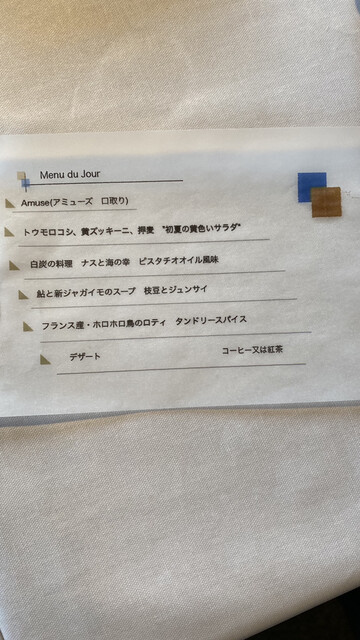 Menu du Jour
Amuse(アミューズ　口取り)
トウモロコシ、黄ズッキーニ、押麦　"初夏の黄色いサラダ"
白炭の料理　ナスと海の幸　ピスタチオオイル風味
鮎と新ジャガイモのスープ　枝豆とジュンサイ
フランス産・ホロホロ鳥のロティ　タンドリースパイス
デザート　コーヒー又は紅茶